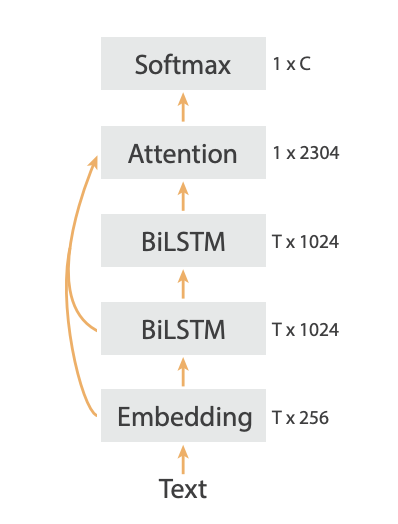 Softmax 1 x C
Attention 1 x 2304
BiLSTM T x 1024
BiLSTM T x 1024
Embedding T x 256
Text